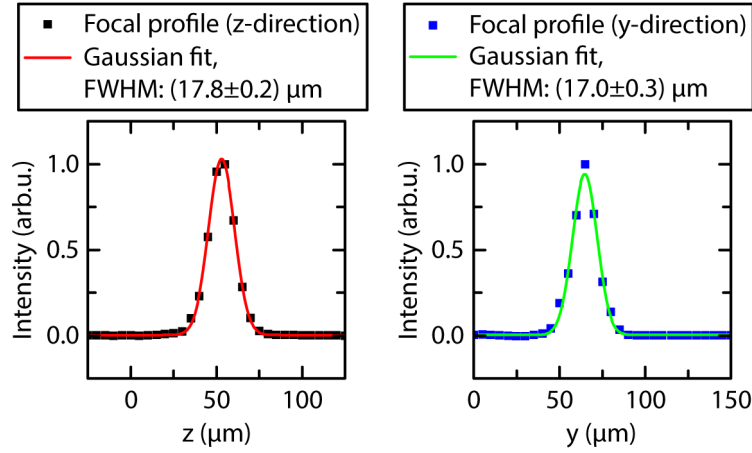 Focal profile (z-direction)
Gaussian fit,
FWHM: (17.8±0.2) µm
1.0
0.5
0.0
Intensity (arb.u.)
0
50
100
z (µm)
Focal profile (y-direction)
Gaussian fit,
FWHM: (17.0±0.3) µm
1.0
0.5
0.0
Intensity (arb.u.)
0
50
100
150
y (µm)